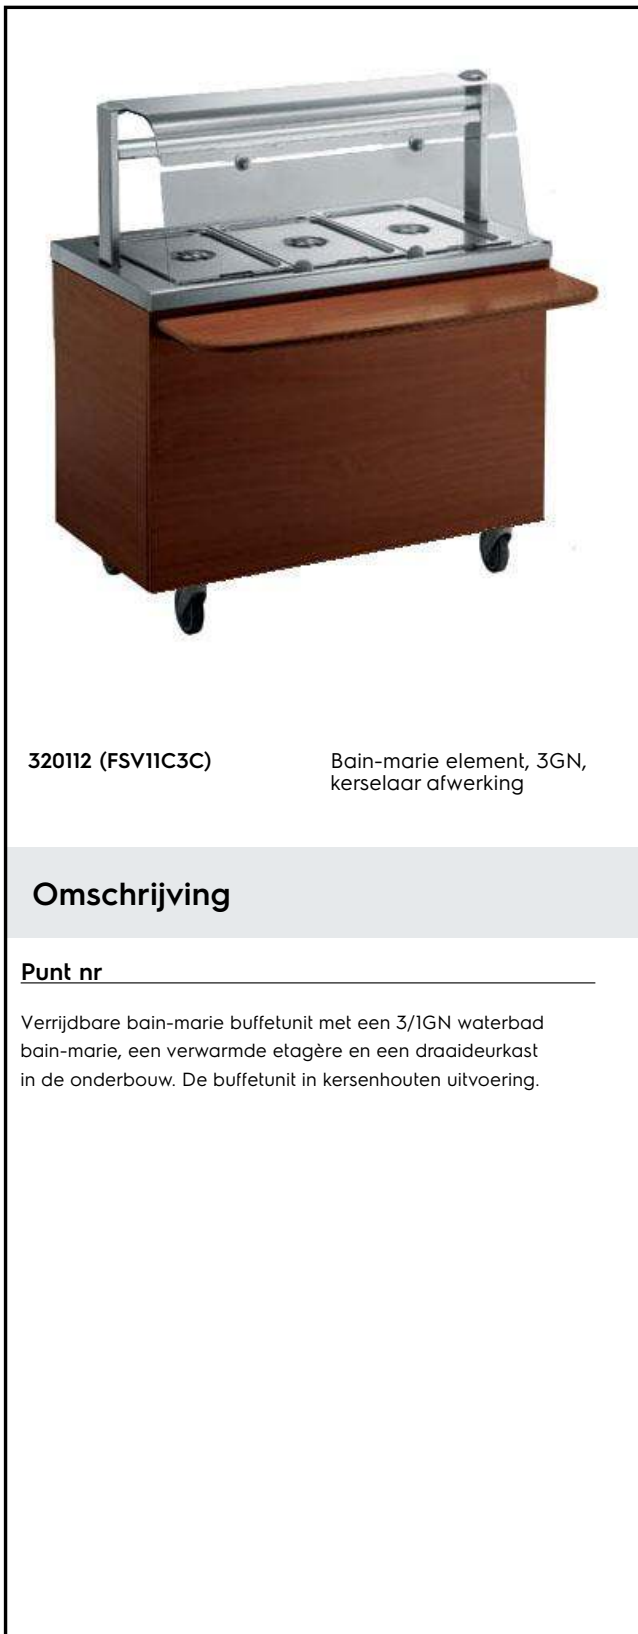 320112 (FSV11C3C)
Bain-marie element, 3GN,
kerselaar afwerking
Omschrijving
Punt nr
Verrijdbare bain-marie buffetunit met een 3/1GN waterbad
bain-marie, een verwarmde etagère en een draaideurkast
in de onderbouw. De buffetunit in kersenhouten uitvoering.